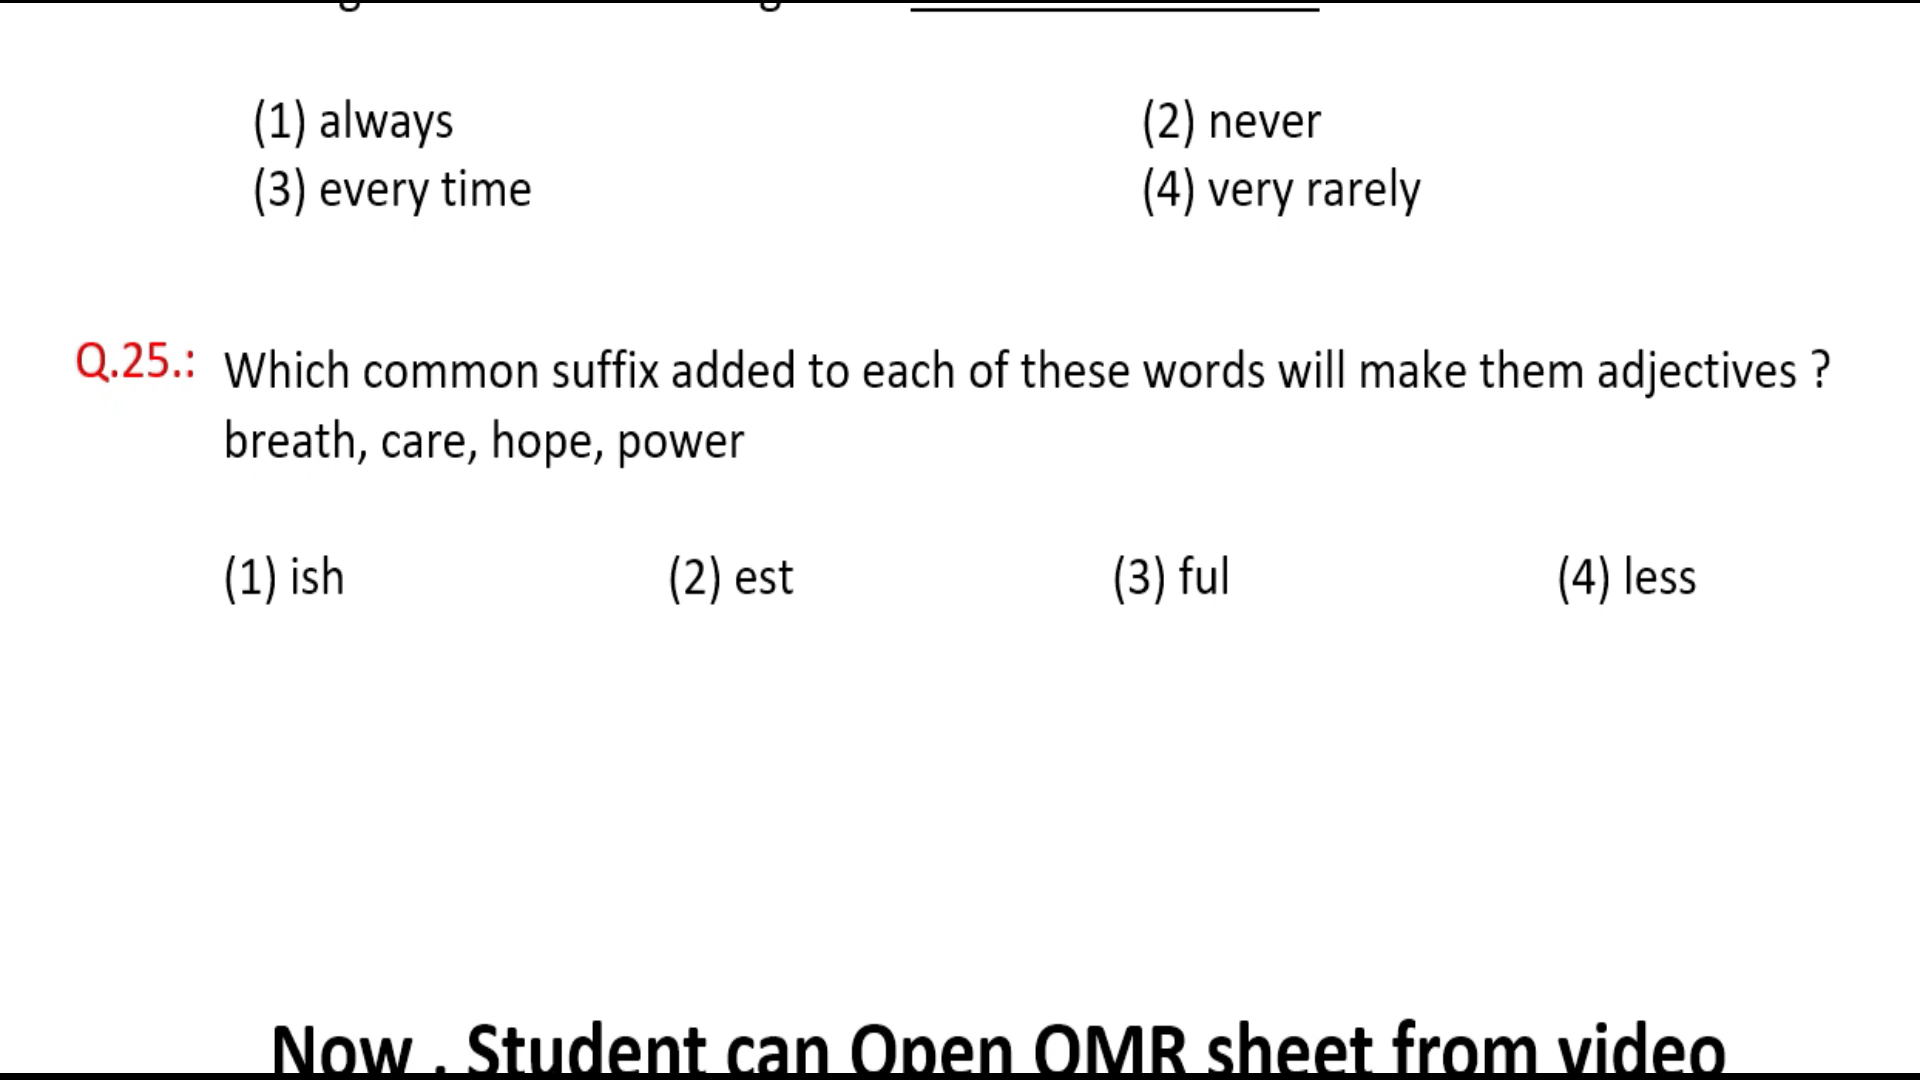 (1) always (2) never
(3) every time (4) very rarely
Q.25.: Which common suffix added to each of these words will make them adjectives ?
breath, care, hope, power
(1) ish (2) est (3) ful (4) less
Now , Student can Open OMR sheet from video